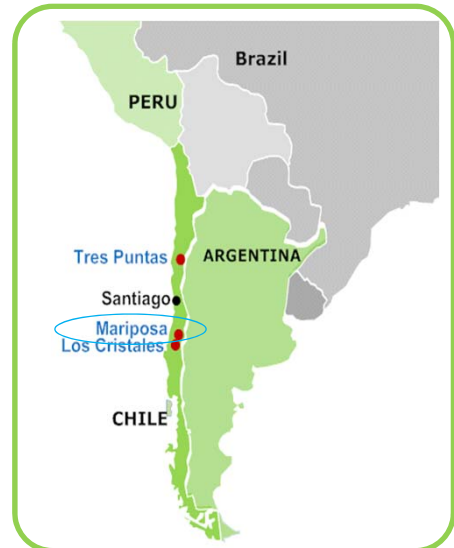 Brazil
PERU
Tres Puntas
ARGENTINA
Santiago
Mariposa
Los Cristales
CHILE